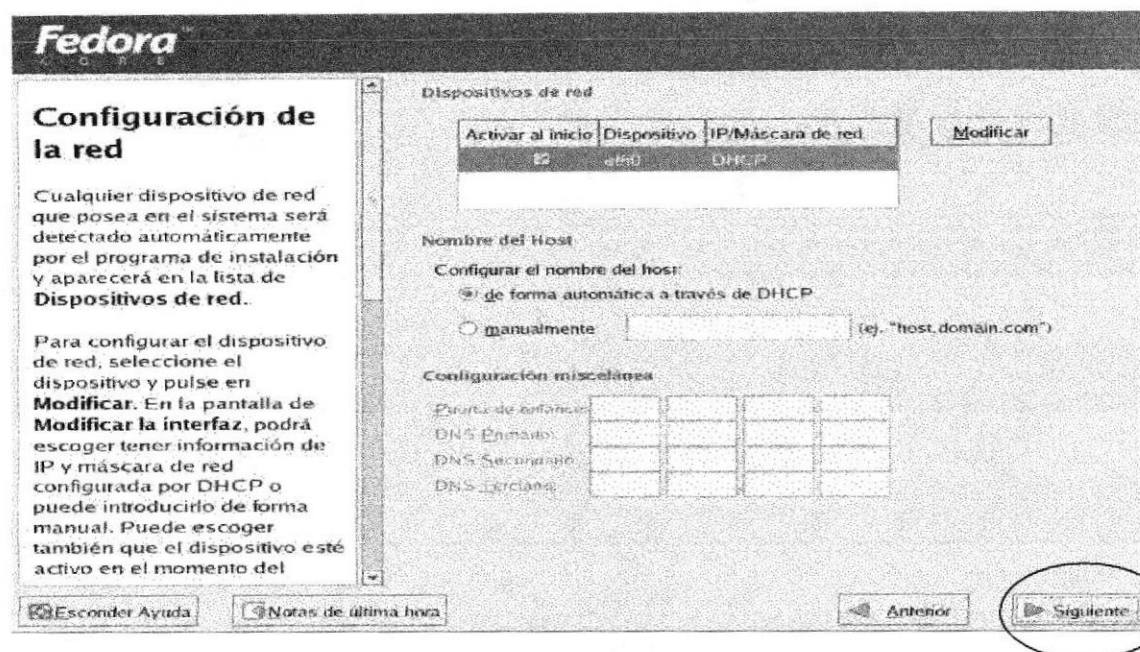 Fedora
CORE
Configuración de
la red
Cualquier dispositivo de red
que posea en el sistema será
detectado automáticamente
por el programa de instalación
y aparecerá en la lista de
Dispositivos de red.
Para configurar el dispositivo
de red, seleccione el
dispositivo y pulse en
Modificar. En la pantalla de
Modificar la interfaz, podrá
escoger tener información de
IP y máscara de red
configurada por DHCP o
puede introducirlo de forma
manual. Puede escoger
también que el dispositivo esté
activo en el momento del
Dispositivos de red
Activar al inicio Dispositivo IP/Máscara de red
eth0 DHCP
Modificar
Nombre del Host
Configurar el nombre del host:
de forma automática a través de DHCP
manualmente (ej. "host.domain.com")
Configuración miscelánea
Puerta de enlance:
DNS Primario:
DNS Secundario:
DNS Terciario:
Esconder Ayuda
Notas de última hora
Anterior
Siguiente